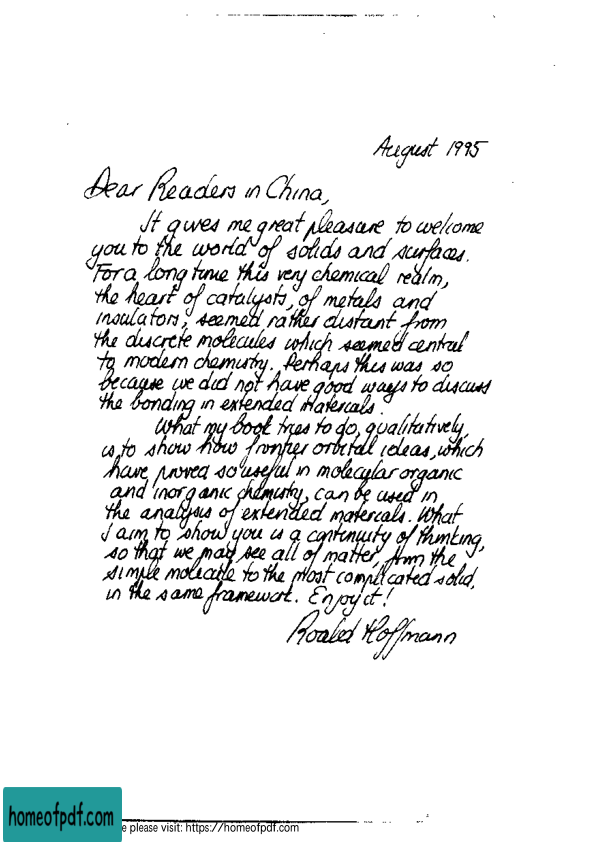 August 1995
Dear Readers in China,
It gives me great pleasure to welcome
you to the world of solids and surfaces.
For a long time this very chemical realm,
the heart of catalysts, of metals and
insulators, seemed rather distant from
the discrete molecules which seemed central
to modern chemistry. Perhaps this was so
because we did not have good ways to discuss
the bonding in extended materials.
What my book tries to do, qualitatively,
is to show how frontier orbital ideas, which
have proved so useful in molecular organic
and inorganic chemistry, can be used in
the analysis of extended materials. What
I aim to show you is a continuity of thinking,
so that we may see all of matter, from the
simple molecule to the most complicated solid,
in the same framework. Enjoy it!
Roald Hoffmann
homeofpdf.com
e please visit: https://homeofpdf.com